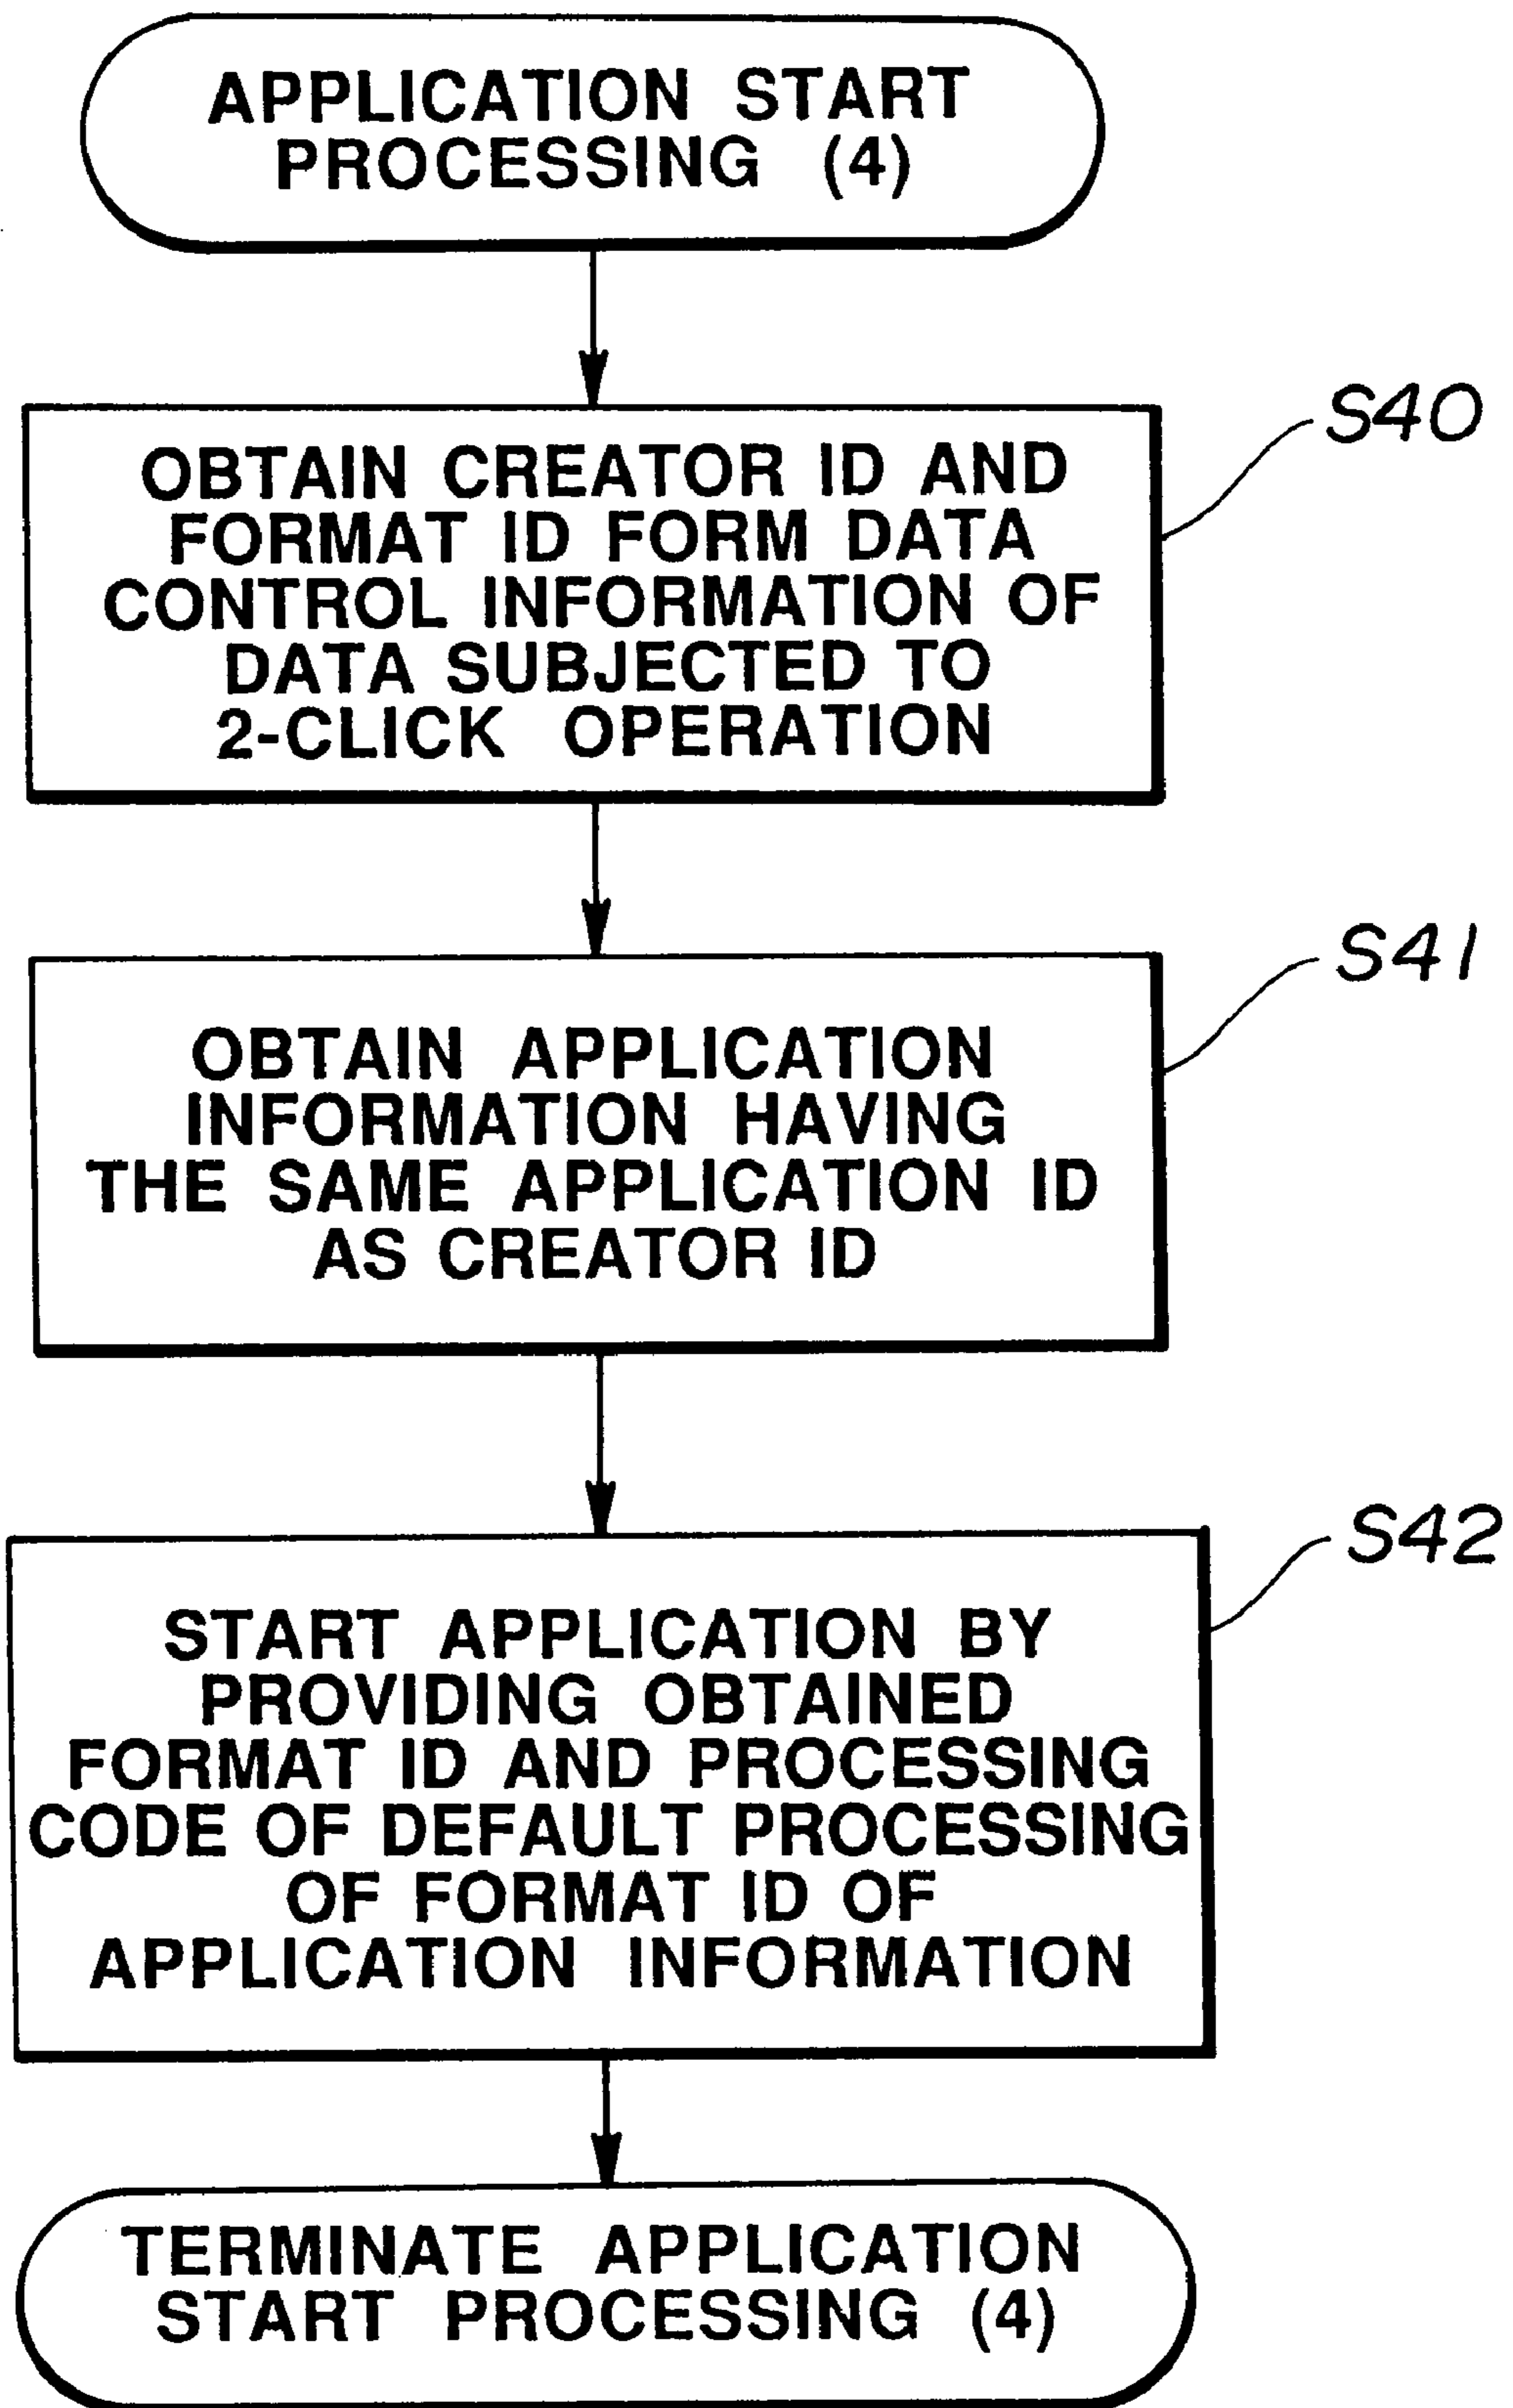 APPLICATION START
PROCESSING (4)
S40
OBTAIN CREATOR ID AND
FORMAT ID FORM DATA
CONTROL INFORMATION OF
DATA SUBJECTED TO
2-CLICK OPERATION
S41
OBTAIN APPLICATION
INFORMATION HAVING
THE SAME APPLICATION ID
AS CREATOR ID
S42
START APPLICATION BY
PROVIDING OBTAINED
FORMAT ID AND PROCESSING
CODE OF DEFAULT PROCESSING
OF FORMAT ID OF
APPLICATION INFORMATION
TERMINATE APPLICATION
START PROCESSING (4)